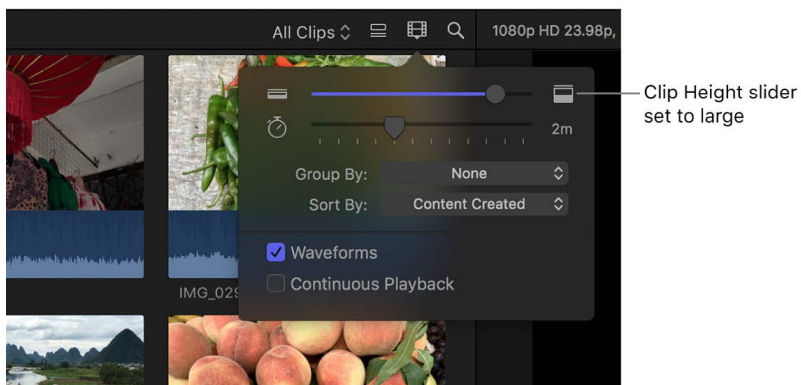 All Clips
1080p HD 23.98p,
Clip Height slider
set to large
2m
Group By:
None
Sort By:
Content Created
Waveforms
Continuous Playback
IMG_029